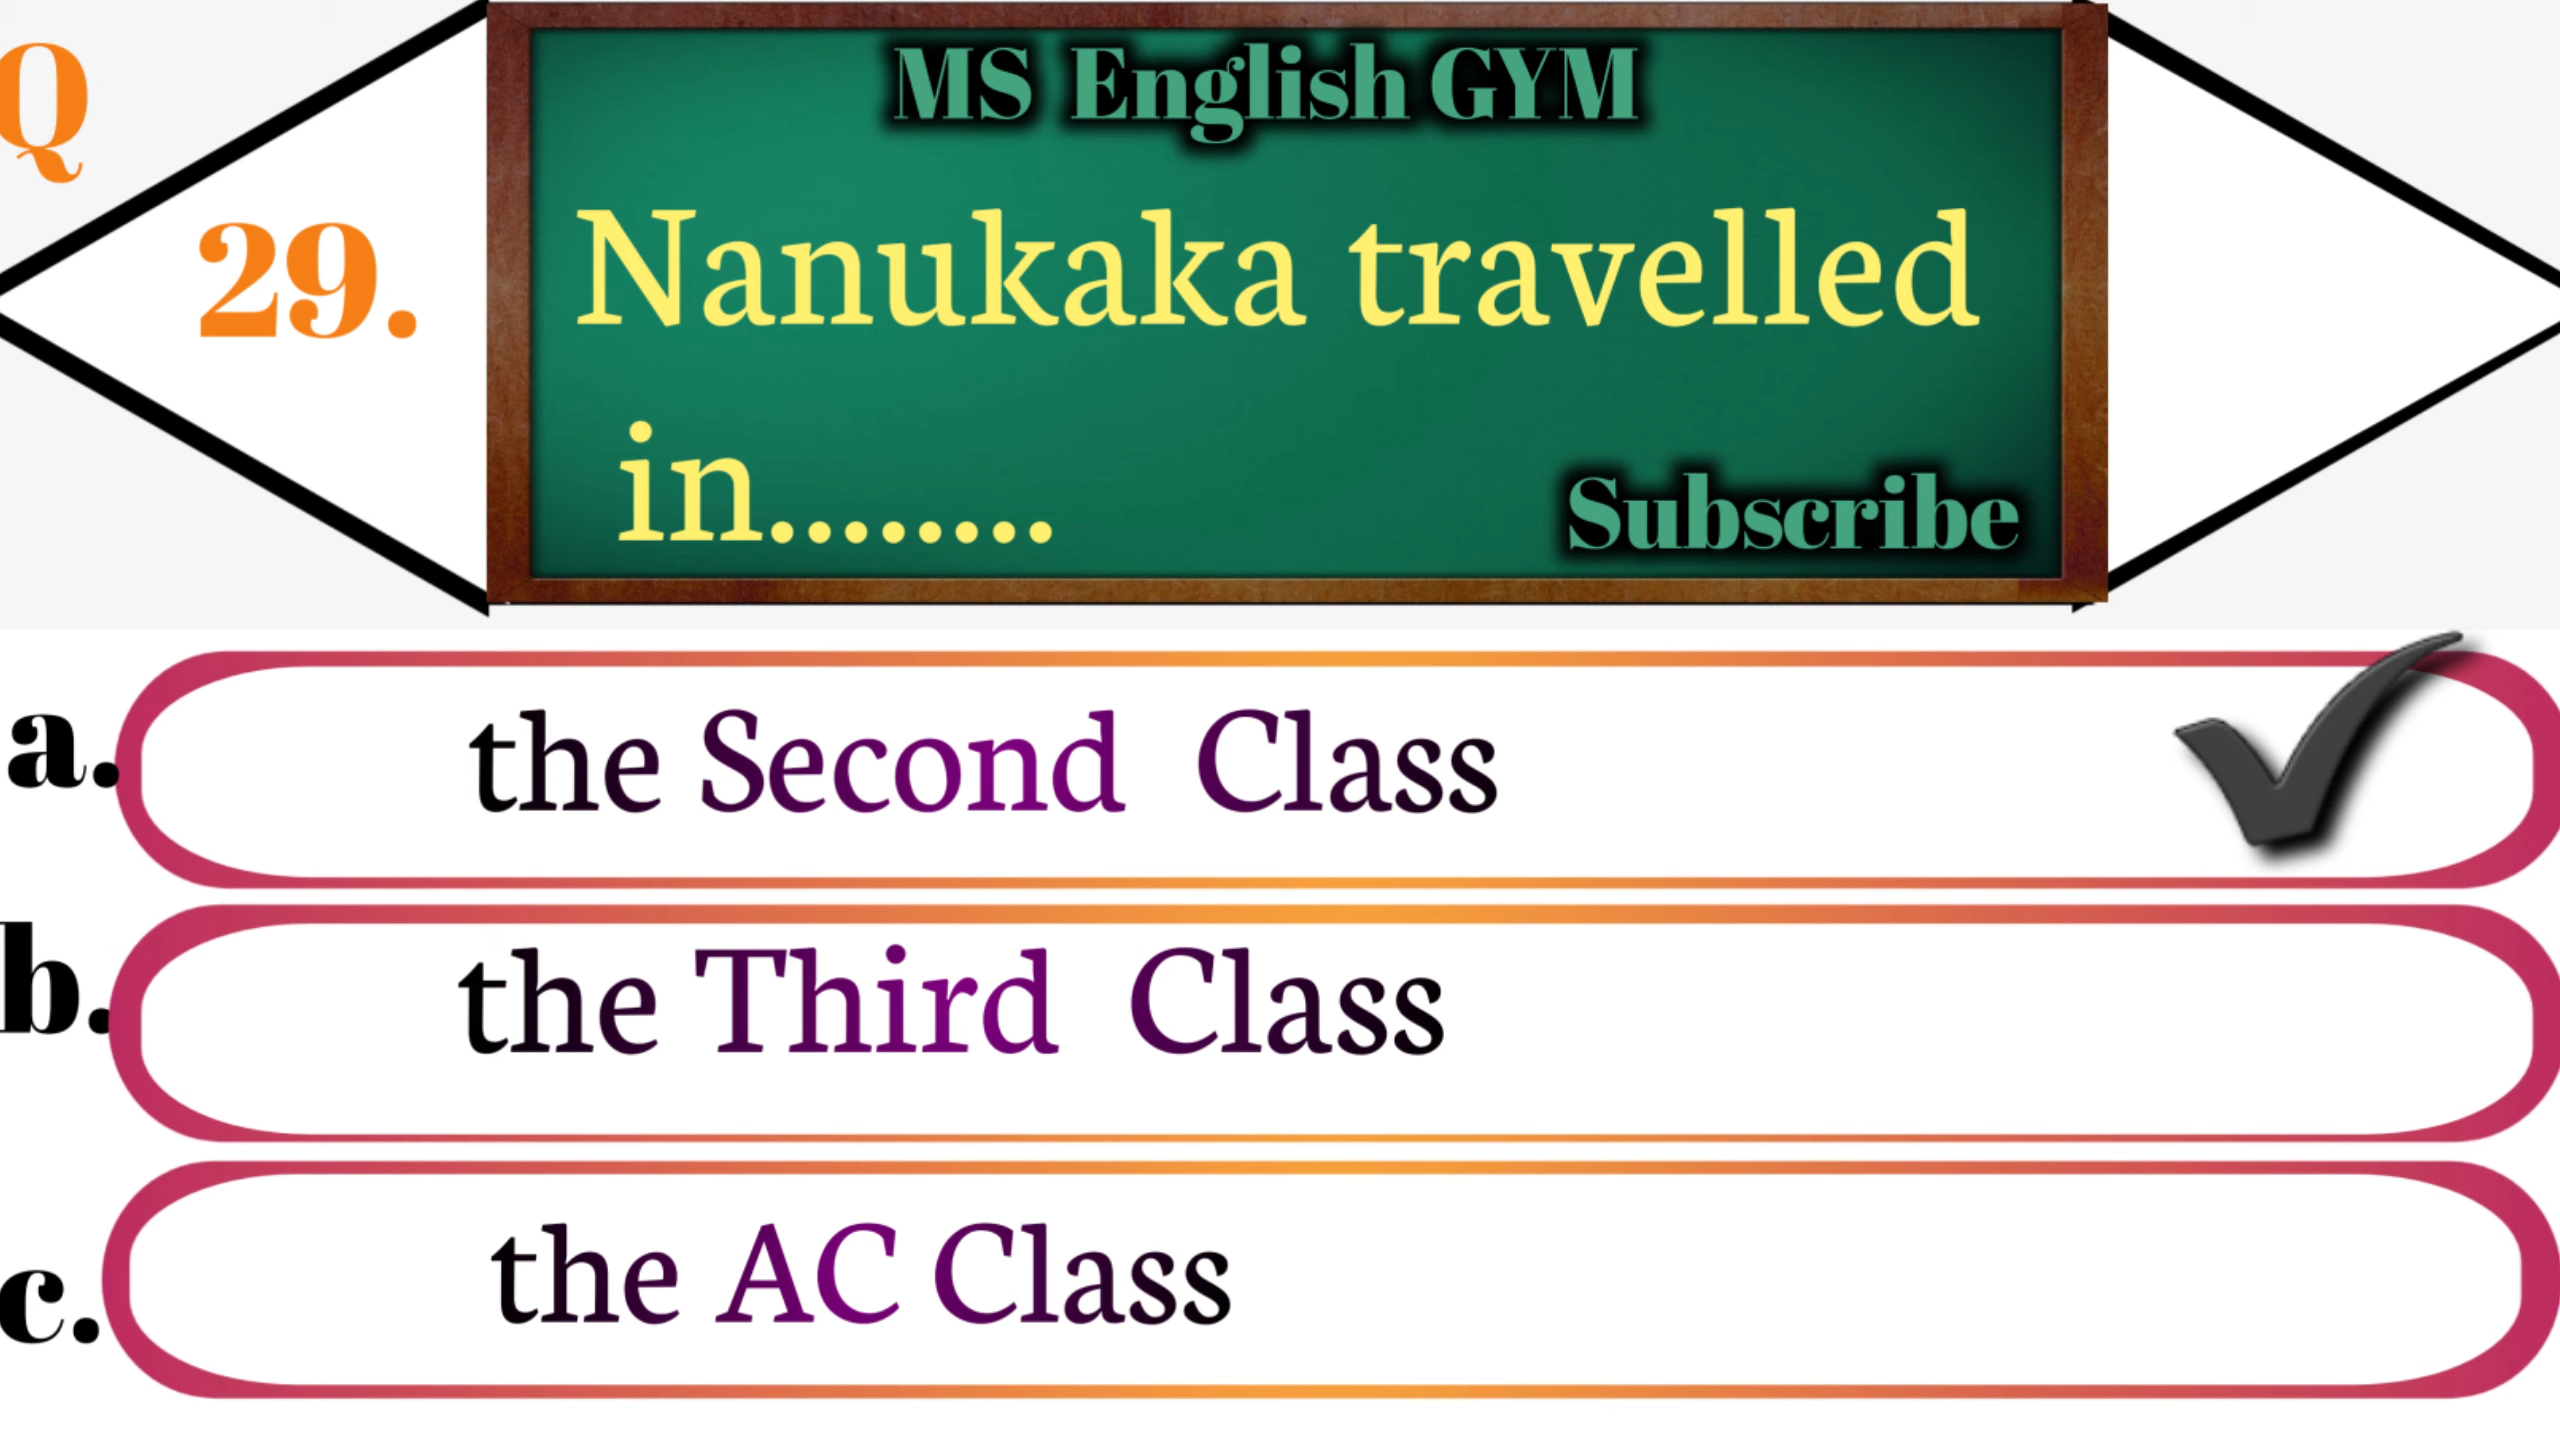 Q
MS English GYM
29.
Nanukaka travelled
in........
Subscribe
a. the Second Class
b. the Third Class
c. the AC Class